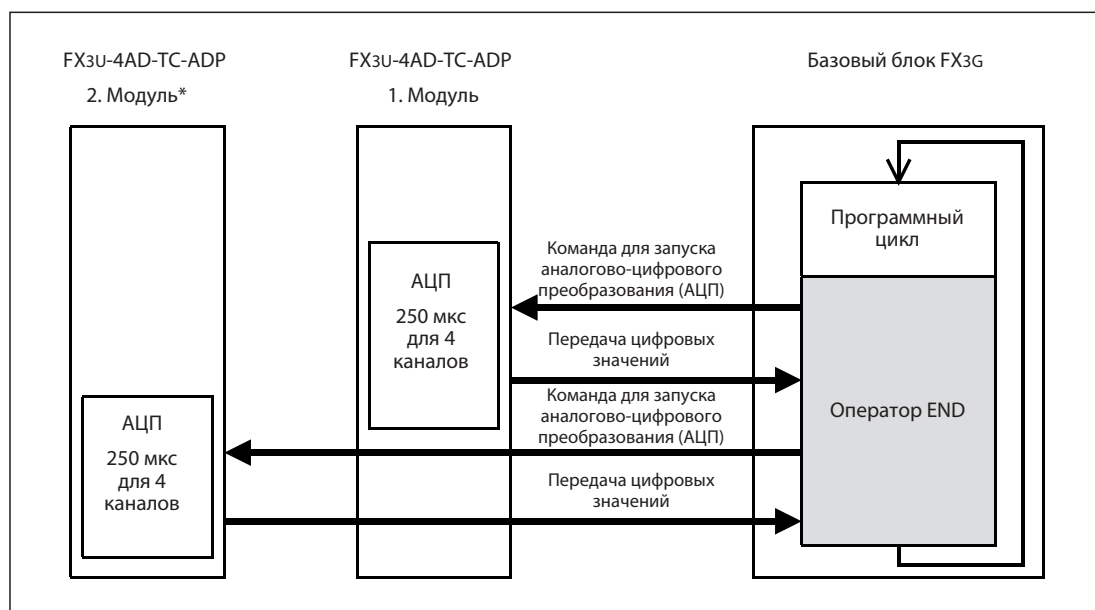 FX3U-4AD-TC-ADP
2. Модуль*
FX3U-4AD-TC-ADP
1. Модуль
Базовый блок FX3G
Программный
цикл
Команда для запуска
аналогово-цифрового
преобразования (АЦП)
АЦП
250 мкс
для 4
каналов
Передача цифровых
значений
Команда для запуска
аналогово-цифрового
преобразования (АЦП)
Оператор END
АЦП
250 мкс
для 4
каналов
Передача цифровых
значений